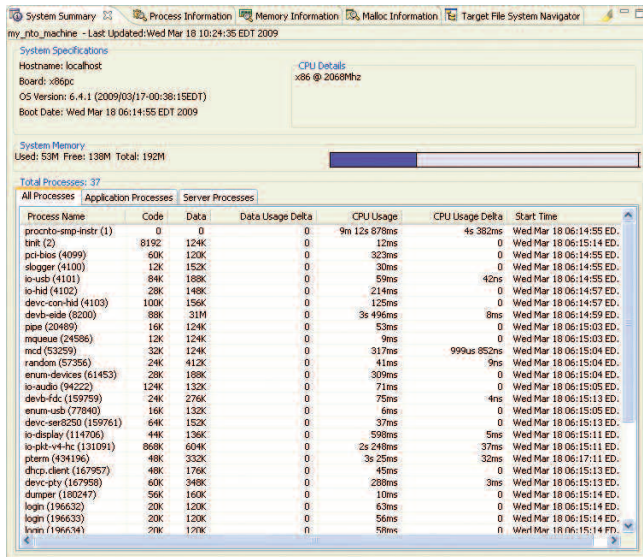 System Summary Process Information Memory Information Malloc Information Target File System Navigator
my_nto_machine - Last Updated:Wed Mar 18 10:24:35 EDT 2009
System Specifications
Hostname: localhost
Board: x86pc
OS Version: 6.4.1 (2009/03/17-00:38:15EDT)
Boot Date: Wed Mar 18 06:14:55 EDT 2009
CPU Details
x86 @ 2068Mhz
System Memory
Used: 53M Free: 138M Total: 192M
Total Processes: 37
All Processes Application Processes Server Processes
Process Name Code Data Data Usage Delta CPU Usage CPU Usage Delta Start Time
procnto-smp-instr (1) 0 0 0 9m 12s 878ms 4s 382ms Wed Mar 18 06:14:55 ED.
tinit (2) 8192 124K 0 12ms 0 Wed Mar 18 06:15:14 ED.
pci-bios (4099) 60K 120K 0 323ms 0 Wed Mar 18 06:14:55 ED.
slogger (4100) 12K 152K 0 30ms 0 Wed Mar 18 06:14:55 ED.
io-usb (4101) 84K 188K 0 59ms 42ns Wed Mar 18 06:14:55 ED.
io-hid (4102) 28K 148K 0 214ms 0 Wed Mar 18 06:14:57 ED.
devc-con-hid (4103) 100K 156K 0 125ms 0 Wed Mar 18 06:14:57 ED.
devb-eide (8200) 88K 31M 0 3s 496ms 8ms Wed Mar 18 06:14:59 ED.
pipe (20489) 16K 124K 0 53ms 0 Wed Mar 18 06:15:03 ED.
mqueue (24586) 12K 124K 0 9ms 0 Wed Mar 18 06:15:03 ED.
mcd (53259) 32K 124K 0 317ms 999us 852ns Wed Mar 18 06:15:04 ED.
random (57356) 24K 412K 0 41ms 9ns Wed Mar 18 06:15:04 ED.
enum-devices (61453) 28K 188K 0 309ms 0 Wed Mar 18 06:15:04 ED.
io-audio (94222) 124K 132K 0 71ms 0 Wed Mar 18 06:15:05 ED.
devb-fdc (159759) 24K 276K 0 75ms 4ns Wed Mar 18 06:15:13 ED.
enum-usb (77840) 16K 132K 0 6ms 0 Wed Mar 18 06:15:05 ED.
devc-ser8250 (159761) 64K 152K 0 37ms 0 Wed Mar 18 06:15:13 ED.
io-display (114706) 44K 136K 0 598ms 5ms Wed Mar 18 06:15:11 ED.
io-pkt-v4-hc (131091) 868K 604K 0 2s 248ms 37ms Wed Mar 18 06:15:11 ED.
pterm (434196) 48K 332K 0 3s 25ms 32ms Wed Mar 18 06:17:11 ED.
dhcp.client (167957) 48K 176K 0 45ms 0 Wed Mar 18 06:15:13 ED.
devc-pty (167958) 60K 348K 0 288ms 3ms Wed Mar 18 06:15:13 ED.
dumper (180247) 56K 160K 0 10ms 0 Wed Mar 18 06:15:14 ED.
login (196632) 20K 120K 0 63ms 0 Wed Mar 18 06:15:14 ED.
login (196633) 20K 120K 0 56ms 0 Wed Mar 18 06:15:14 ED.
login (196634) 20K 120K 0 58ms 0 Wed Mar 18 06:15:14 ED.